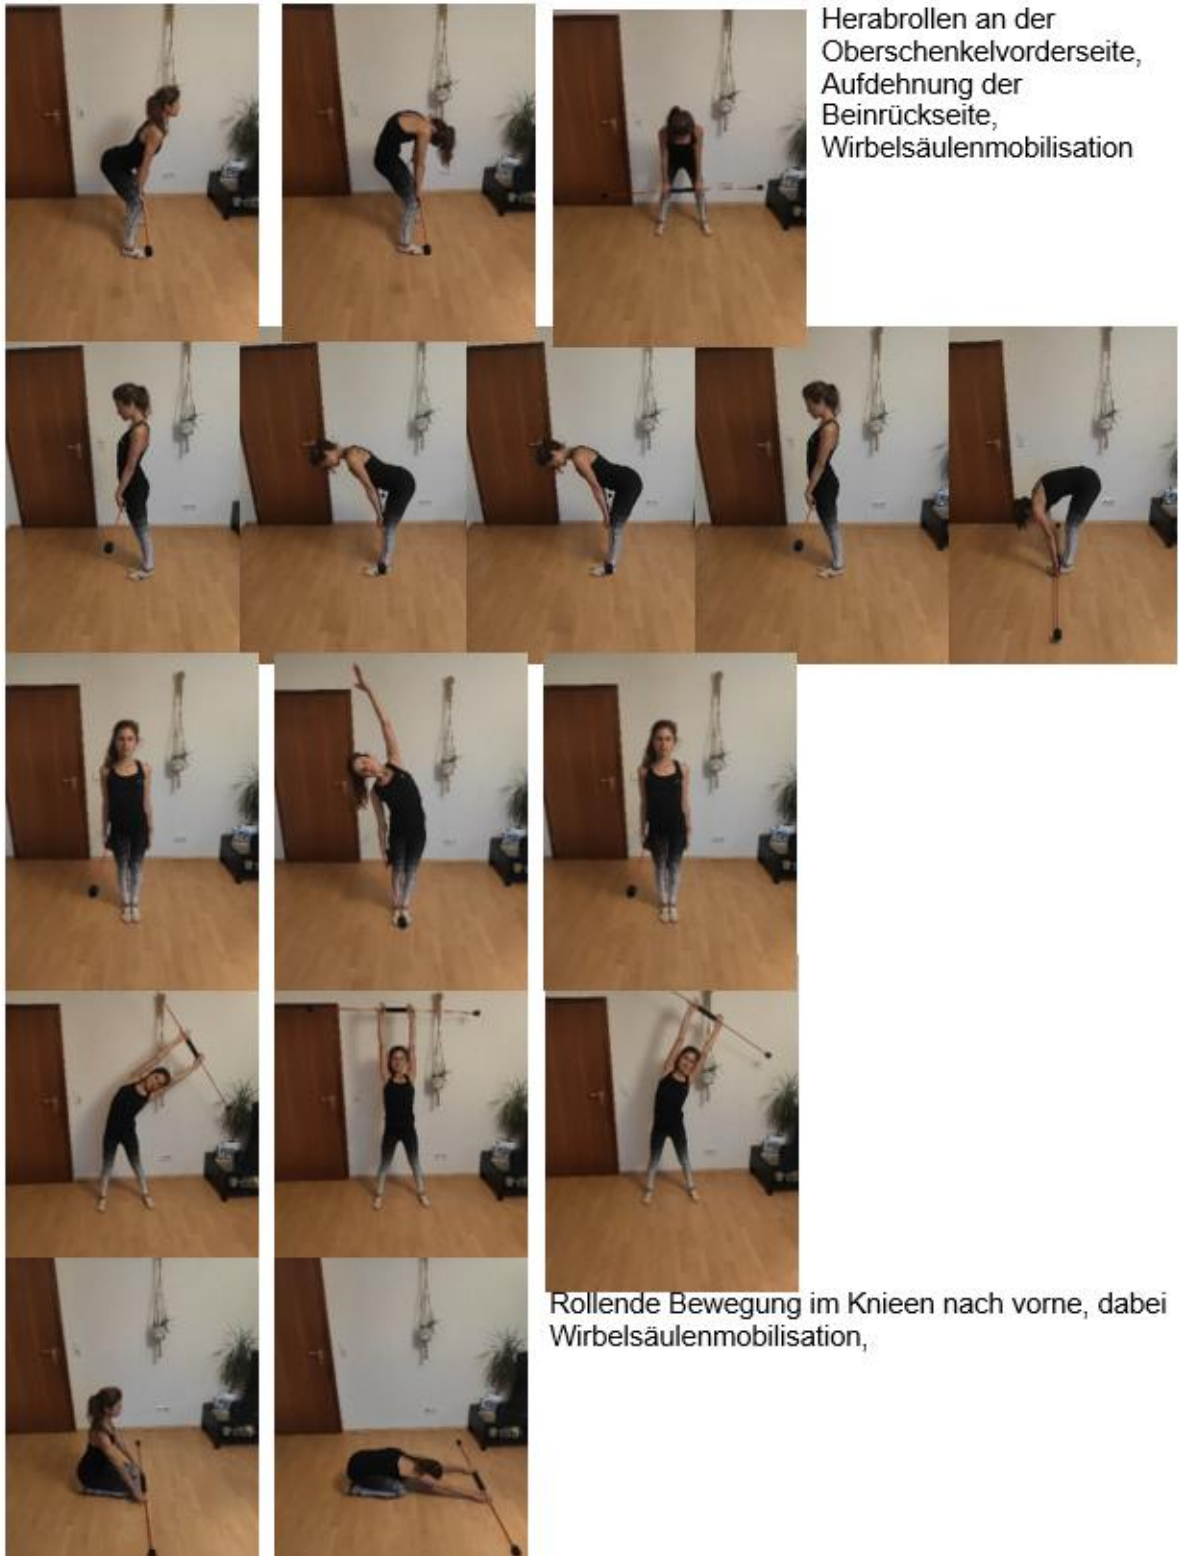 Herabrollen an der
Oberschenkelvorderseite,
Aufdehnung der
Beinrückseite,
Wirbelsäulenmobilisation
Rollende Bewegung im Knieen nach vorne, dabei
Wirbelsäulenmobilisation,